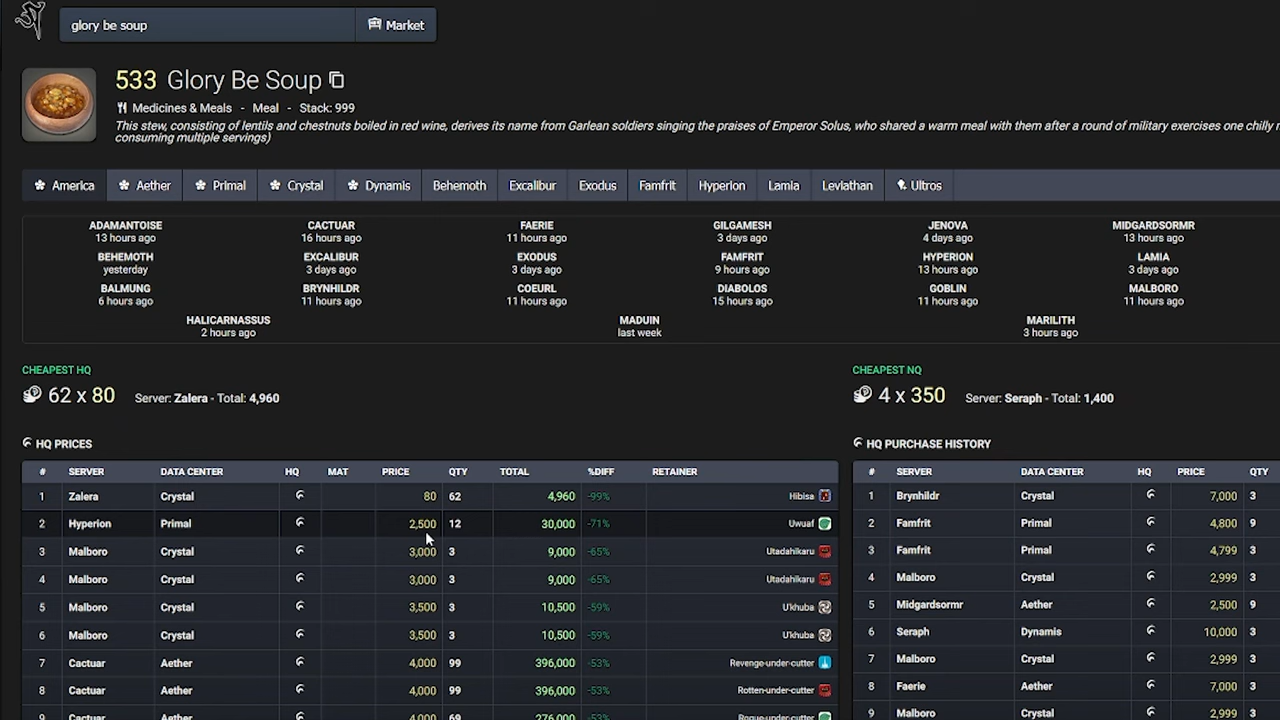 glory be soup Market
533 Glory Be Soup
Medicines & Meals - Meal - Stack: 999
This stew, consisting of lentils and chestnuts boiled in red wine, derives its name from Garlean soldiers singing the praises of Emperor Solus, who shared a warm meal with them after a round of military exercises one chilly
consuming multiple servings)
America Aether Primal Crystal Dynamis Behemoth Excalibur Exodus Famfrit Hyperion Lamia Leviathan Ultros
ADAMANTOISE CACTUAR FAERIE GILGAMESH JENOVA MIDGARDSORMR
13 hours ago 16 hours ago 11 hours ago 3 days ago 4 days ago 13 hours ago
BEHEMOTH EXCALIBUR EXODUS FAMFRIT HYPERION LAMIA
yesterday 3 days ago 3 days ago 9 hours ago 13 hours ago 3 days ago
BALMUNG BRYNHILDR COEURL DIABOLOS GOBLIN MALBORO
6 hours ago 11 hours ago 11 hours ago 15 hours ago 11 hours ago 11 hours ago
HALICARNASSUS MADUIN MARILITH
2 hours ago last week 3 hours ago
CHEAPEST HQ
62 x 80 Server: Zalera - Total: 4,960
HQ PRICES
# SERVER DATA CENTER HQ MAT PRICE QTY TOTAL %DIFF RETAINER
1 Zalera Crystal 80 62 4,960 -99% Hibisa
2 Hyperion Primal 2,500 12 30,000 -71% Uwuaf
3 Malboro Crystal 3,000 3 9,000 -65% Utadahikaru
4 Malboro Crystal 3,000 3 9,000 -65% Utadahikaru
5 Malboro Crystal 3,500 3 10,500 -59% U'khuba
6 Malboro Crystal 3,500 3 10,500 -59% U'khuba
7 Cactuar Aether 4,000 99 396,000 -53% Revenge-under-cutter
8 Cactuar Aether 4,000 99 396,000 -53% Rotten-under-cutter
9 Cactuar Aether 4,000 69 276,000 -53% Rogue-under-cutter
CHEAPEST NQ
4 x 350 Server: Seraph - Total: 1,400
HQ PURCHASE HISTORY
# SERVER DATA CENTER HQ PRICE QTY
1 Brynhildr Crystal 7,000 3
2 Famfrit Primal 4,800 9
3 Famfrit Primal 4,799 3
4 Malboro Crystal 2,999 3
5 Midgardsormr Aether 2,500 9
6 Seraph Dynamis 10,000 3
7 Malboro Crystal 2,999 3
8 Faerie Aether 7,000 3
9 Malboro Crystal 2,999 3